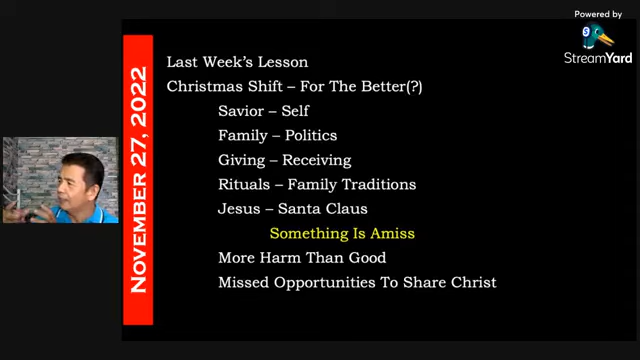 Powered by
StreamYard
November 27, 2022
Last Week's Lesson
Christmas Shift – For The Better(?)
Savior – Self
Family – Politics
Giving – Receiving
Rituals – Family Traditions
Jesus – Santa Claus
Something Is Amiss
More Harm Than Good
Missed Opportunities To Share Christ